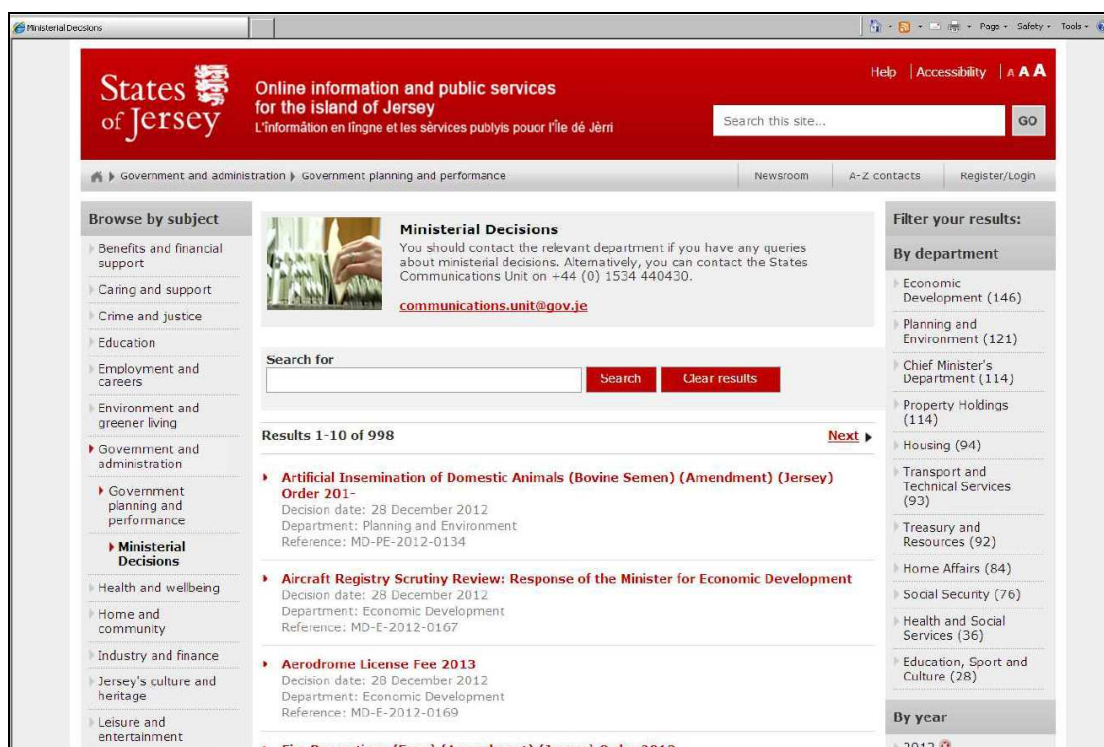 Ministerial Decisions
Page
Safety
Tools
States
of Jersey
Online information and public services
for the island of Jersey
L'înformâtion en lîngne et les sèrvices publyis pouor l'Île dé Jèrri
Help
Accessibility
A A A
Search this site...
GO
Government and administration
Government planning and performance
Newsroom
A-Z contacts
Register/Login
Browse by subject
Benefits and financial
support
Caring and support
Crime and justice
Education
Employment and
careers
Environment and
greener living
Government and
administration
Government
planning and
performance
Ministerial
Decisions
Health and wellbeing
Home and
community
Industry and finance
Jersey's culture and
heritage
Leisure and
entertainment
Ministerial Decisions
You should contact the relevant department if you have any queries
about ministerial decisions. Alternatively, you can contact the States
Communications Unit on +44 (0) 1534 440430.
communications.unit@gov.je
Search for
Search
Clear results
Results 1-10 of 998
Next
Artificial Insemination of Domestic Animals (Bovine Semen) (Amendment) (Jersey)
Order 201-
Decision date: 28 December 2012
Department: Planning and Environment
Reference: MD-PE-2012-0134
Aircraft Registry Scrutiny Review: Response of the Minister for Economic Development
Decision date: 28 December 2012
Department: Economic Development
Reference: MD-E-2012-0167
Aerodrome License Fee 2013
Decision date: 28 December 2012
Department: Economic Development
Reference: MD-E-2012-0169
Filter your results:
By department
Economic
Development (146)
Planning and
Environment (121)
Chief Minister's
Department (114)
Property Holdings
(114)
Housing (94)
Transport and
Technical Services
(93)
Treasury and
Resources (92)
Home Affairs (84)
Social Security (76)
Health and Social
Services (36)
Education, Sport and
Culture (28)
By year
2012